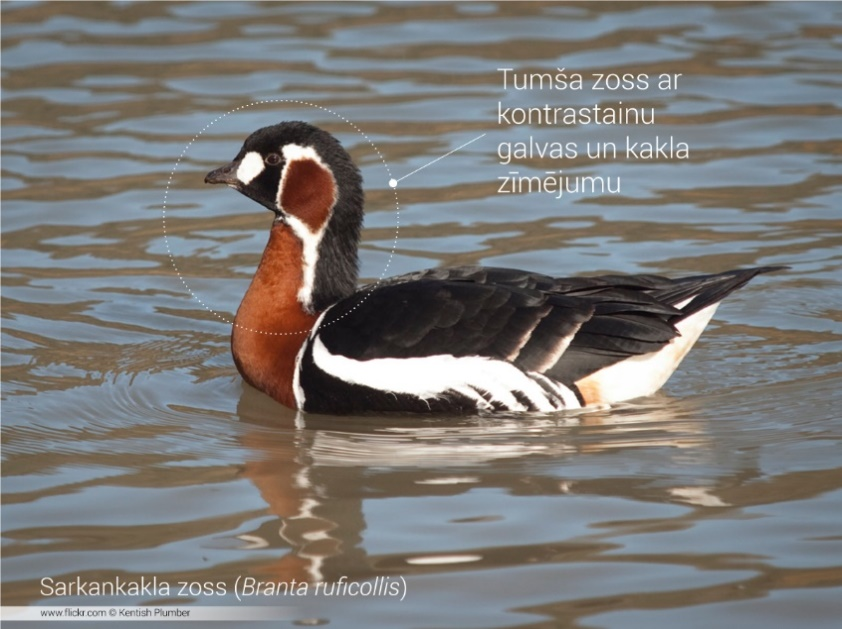 Tumša zoss ar
kontrastainu
galvas un kakla
zīmējumu
Sarkankakla zoss (Branta ruficollis)
www.flickr.com © Kentish Plumber